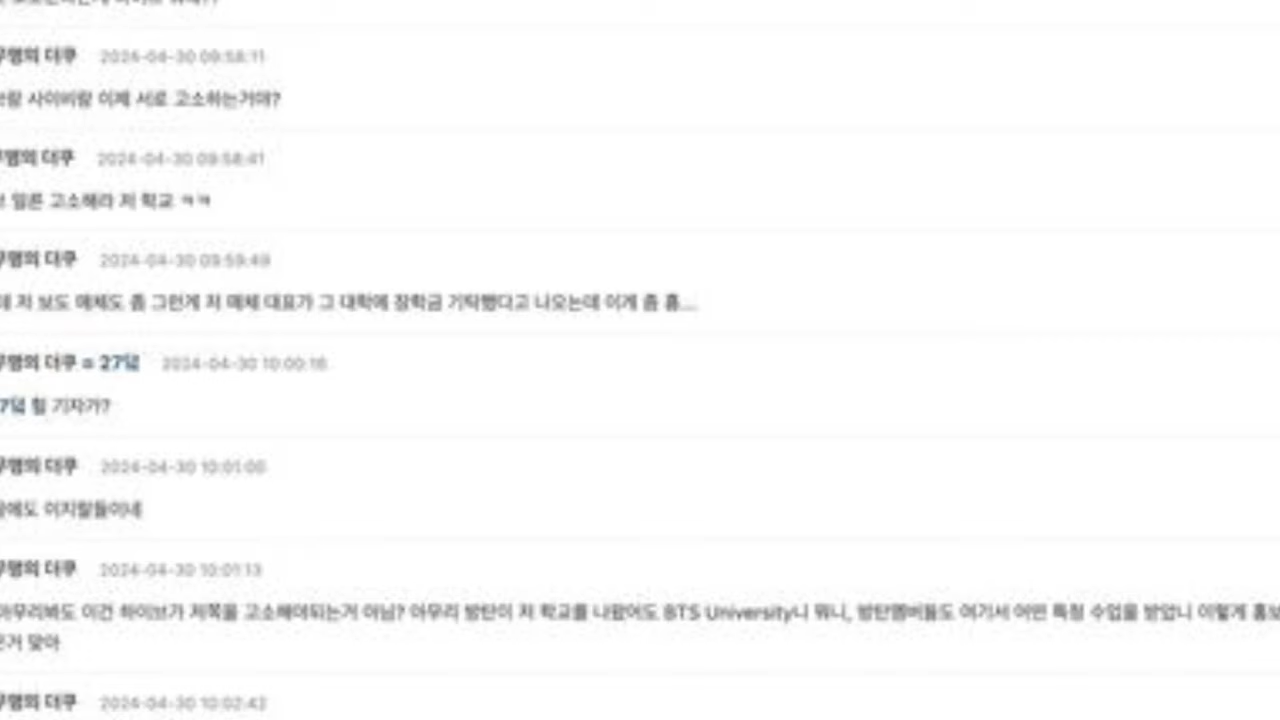 무명의 더쿠 2024-04-30 09:58:11
사이비랑 이제 서로 고소하는거야?
무명의 더쿠 2024-04-30 09:58:41
일른 고소해라 저 학교 ㅋㅋ
무명의 더쿠 2024-04-30 09:59:49
저 보도 매체도 좀 그런게 저 매체 대표가 그 대학에 장학금 기탁했다고 나오는데 이게 좀 흠....
무명의 더쿠 = 27덬 2024-04-30 10:00:16
7덬 헐 기자가?
무명의 더쿠 2024-04-30 10:01:00
이지랄들이네
무명의 더쿠 2024-04-30 10:01:13
아무리봐도 이건 하이브가 저쪽을 고소해야되는거 아님? 아무리 방탄이 저 학교를 나왔어도 BTS University니 뭐니, 방탄멤버들도 여기서 어떤 특정 수업을 받았니 이렇게
맞아
무명의 더쿠 2024-04-30 10:02:42